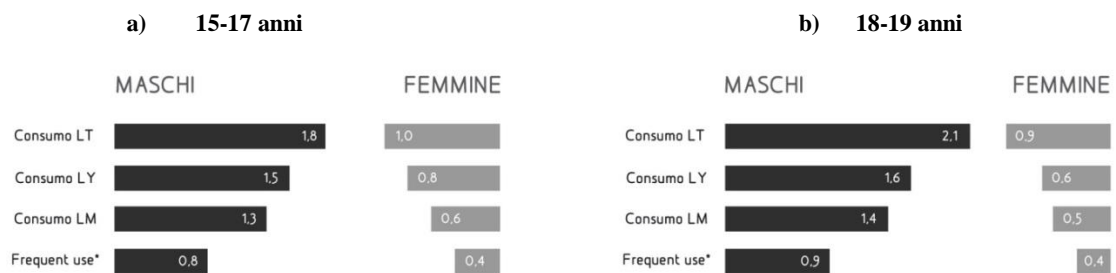 a) 15-17 anni
b) 18-19 anni
MASCHI FEMMINE
Consumo LT 1,8 1,0
Consumo LY 1,5 0,8
Consumo LM 1,3 0,6
Frequent use* 0,8 0,4
MASCHI FEMMINE
Consumo LT 2,1 0,9
Consumo LY 1,6 0,6
Consumo LM 1,4 0,5
Frequent use* 0,9 0,4